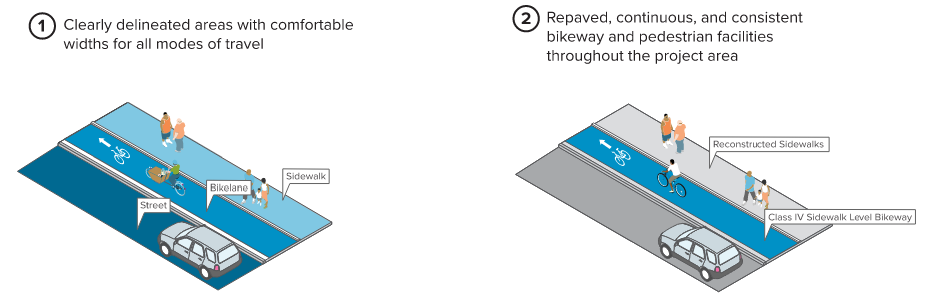 1
Clearly delineated areas with comfortable
widths for all modes of travel
Sidewalk
Bikelane
Street
2
Repaved, continuous, and consistent
bikeway and pedestrian facilities
throughout the project area
Reconstructed Sidewalks
Class IV Sidewalk Level Bikeway